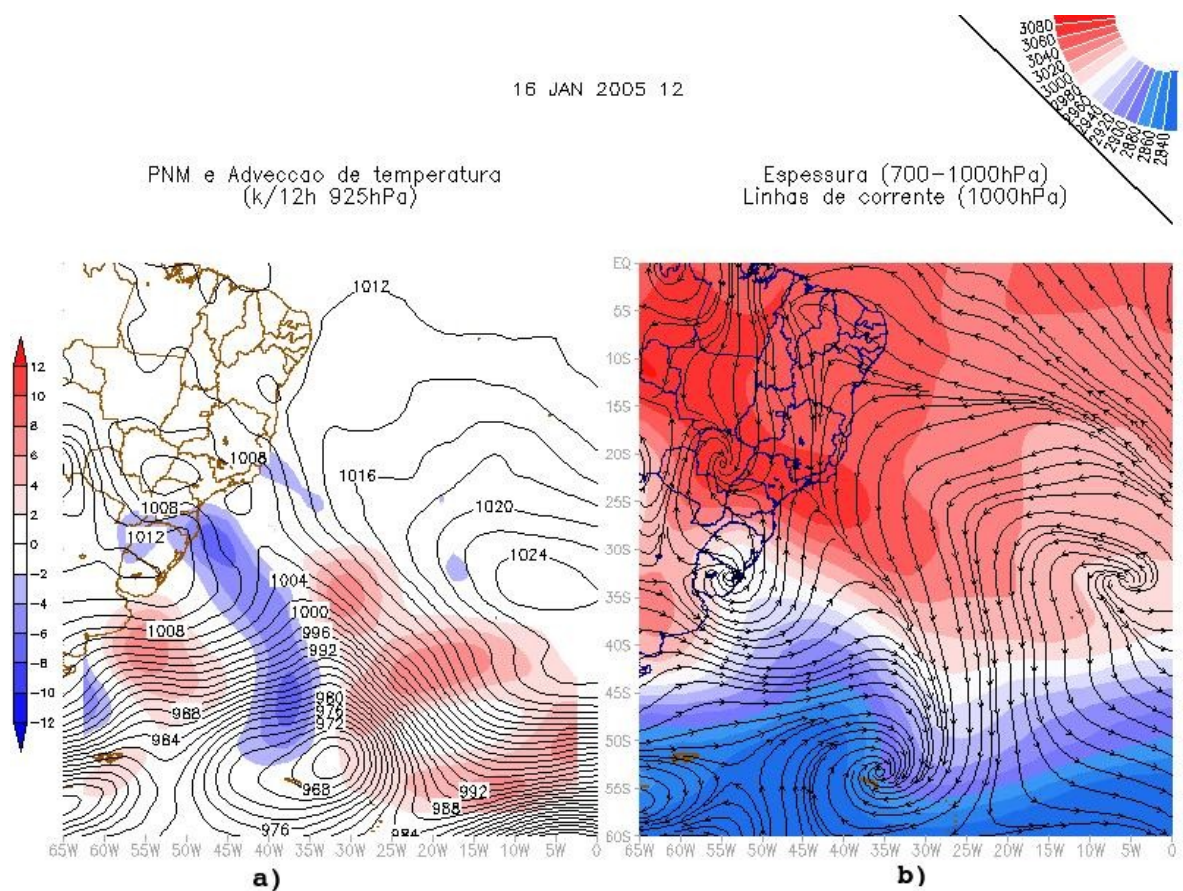 3080
3060
3040
3020
3000
2980
2960
2940
2920
2900
2880
2860
2840
16 JAN 2005 12
PNM e Adveccao de temperatura
(k/12h 925hPa)
Espessura (700-1000hPa)
Linhas de corrente (1000hPa)
12
10
8
6
4
2
0
-2
-4
-6
-8
-10
-12
1012
1008
1016
1020
1008
1012
1024
1004
1000
1008
996
992
980
976
972
968
984
968
992
988
976
984
65W 60W 55W 50W 45W 40W 35W 30W 25W 20W 15W 10W 5W 0
a)
EQ
5S
10S
15S
20S
25S
30S
35S
40S
45S
50S
55S
60S
65W 60W 55W 50W 45W 40W 35W 30W 25W 20W 15W 10W 5W 0
b)